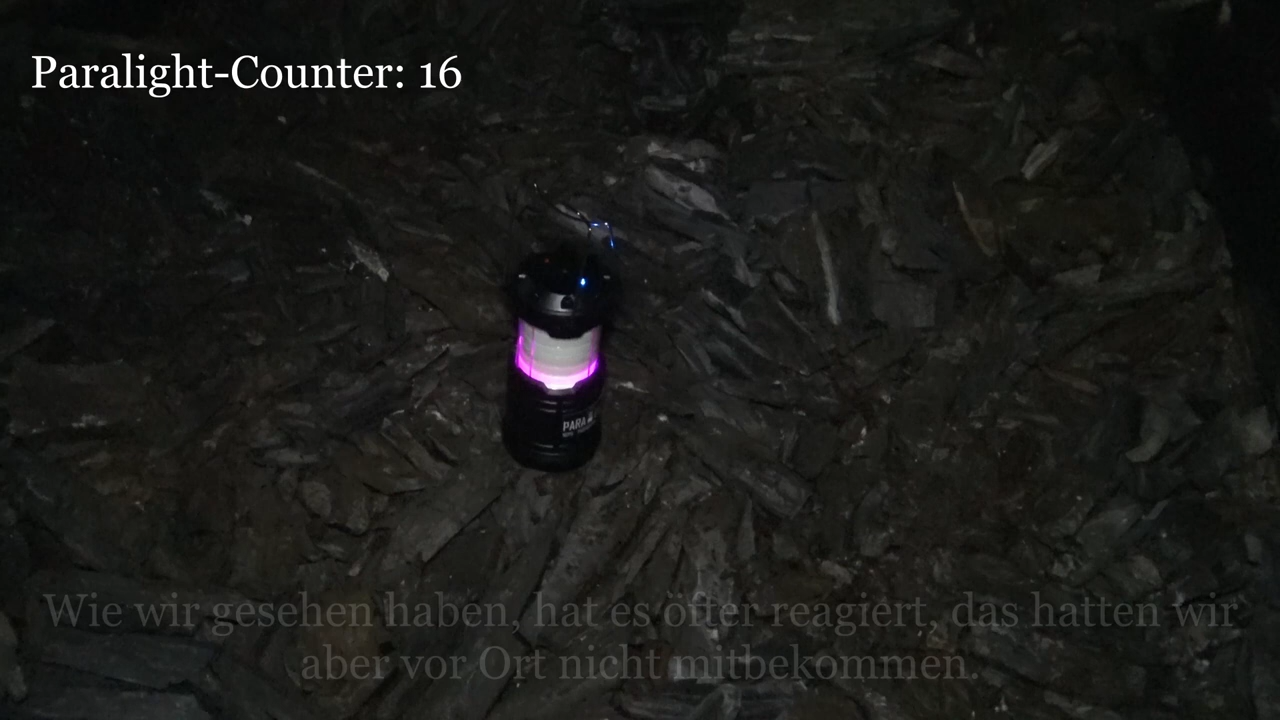 Paralight-Counter: 16
PARA
Wie wir gesehen haben, hat es öfter reagiert, das hatten wir
aber vor Ort nicht mitbekommen.